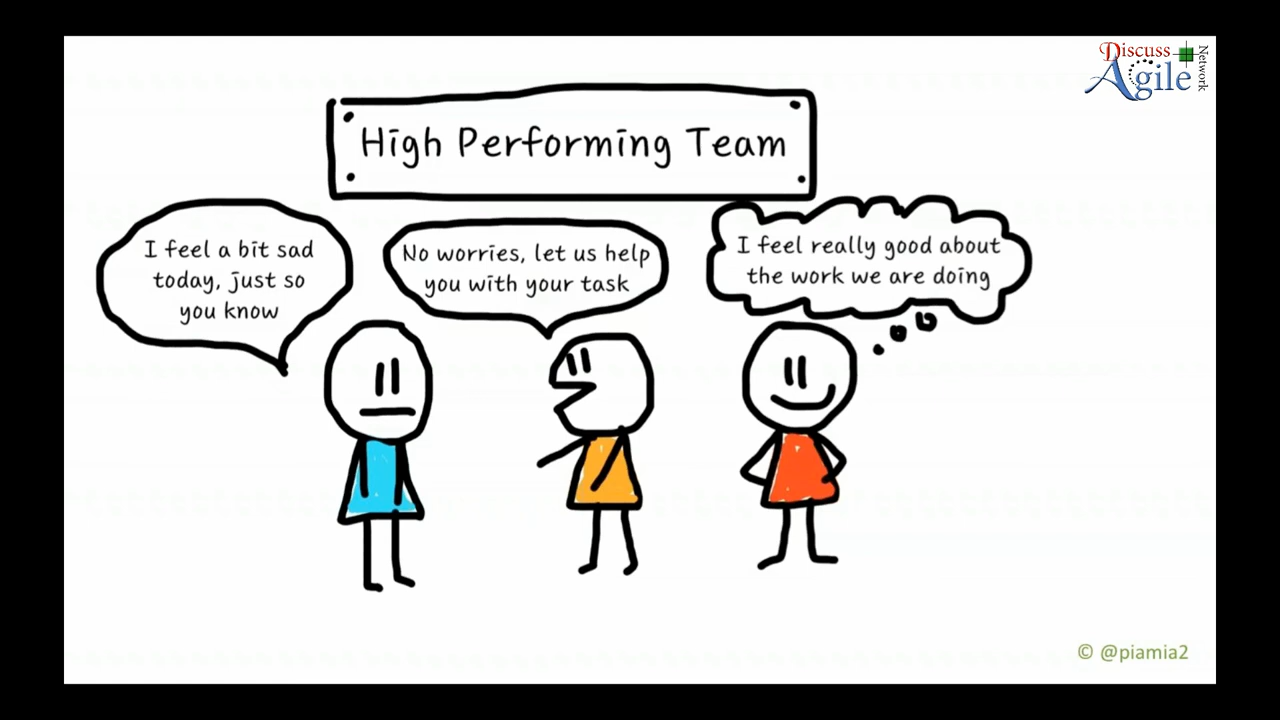 Discuss
Agile
Network
High Performing Team
I feel a bit sad
today, just so
you know
No worries, let us help
you with your task
I feel really good about
the work we are doing
© @piamia2